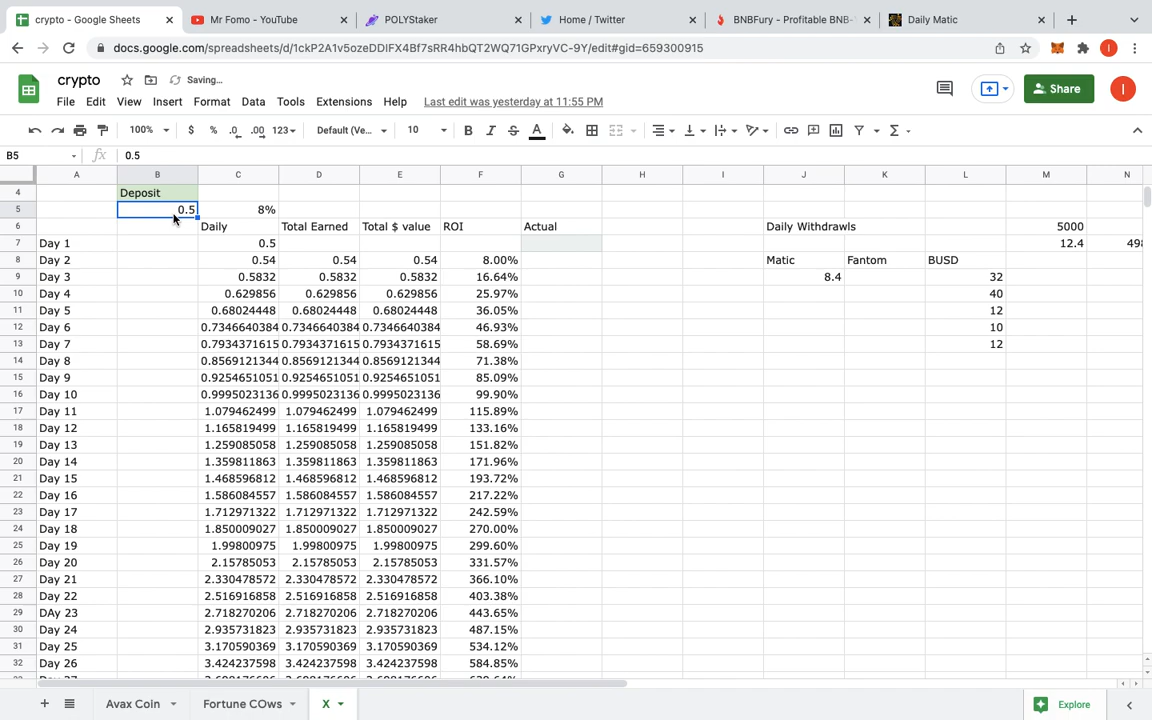 crypto - Google Sheets
Mr Fomo - YouTube
POLYStaker
Home / Twitter
BNBFury - Profitable BNB-
Daily Matic
docs.google.com/spreadsheets/d/1ckP2A1v5ozeDDIFX4Bf7sRR4hbQT2WQ71GPxryVC-9Y/edit#gid=659300915
I
crypto
Saving...
File Edit View Insert Format Data Tools Extensions Help Last edit was yesterday at 11:55 PM
Share
I
100% $ % .0 .00 123 Default (Ve... 10 B I S A
B5 fx 0.5
A B C D E F G H I J K L M N
4 Deposit
5 0.5 8%
6 Daily Total Earned Total $ value ROI Actual Daily Withdrawls 5000
7 Day 1 0.5 12.4 498
8 Day 2 0.54 0.54 0.54 8.00% Matic Fantom BUSD
9 Day 3 0.5832 0.5832 0.5832 16.64% 8.4 32
10 Day 4 0.629856 0.629856 0.629856 25.97% 40
11 Day 5 0.68024448 0.68024448 0.68024448 36.05% 12
12 Day 6 0.7346640384 0.7346640384 0.7346640384 46.93% 10
13 Day 7 0.7934371615 0.7934371615 0.7934371615 58.69% 12
14 Day 8 0.8569121344 0.8569121344 0.8569121344 71.38%
15 Day 9 0.9254651051 0.9254651051 0.9254651051 85.09%
16 Day 10 0.9995023136 0.9995023136 0.9995023136 99.90%
17 Day 11 1.079462499 1.079462499 1.079462499 115.89%
18 Day 12 1.165819499 1.165819499 1.165819499 133.16%
19 Day 13 1.259085058 1.259085058 1.259085058 151.82%
20 Day 14 1.359811863 1.359811863 1.359811863 171.96%
21 Day 15 1.468596812 1.468596812 1.468596812 193.72%
22 Day 16 1.586084557 1.586084557 1.586084557 217.22%
23 Day 17 1.712971322 1.712971322 1.712971322 242.59%
24 Day 18 1.850009027 1.850009027 1.850009027 270.00%
25 Day 19 1.99800975 1.99800975 1.99800975 299.60%
26 Day 20 2.15785053 2.15785053 2.15785053 331.57%
27 Day 21 2.330478572 2.330478572 2.330478572 366.10%
28 Day 22 2.516916858 2.516916858 2.516916858 403.38%
29 DAy 23 2.718270206 2.718270206 2.718270206 443.65%
30 Day 24 2.935731823 2.935731823 2.935731823 487.15%
31 Day 25 3.170590369 3.170590369 3.170590369 534.12%
32 Day 26 3.424237598 3.424237598 3.424237598 584.85%
Avax Coin Fortune COws X Explore